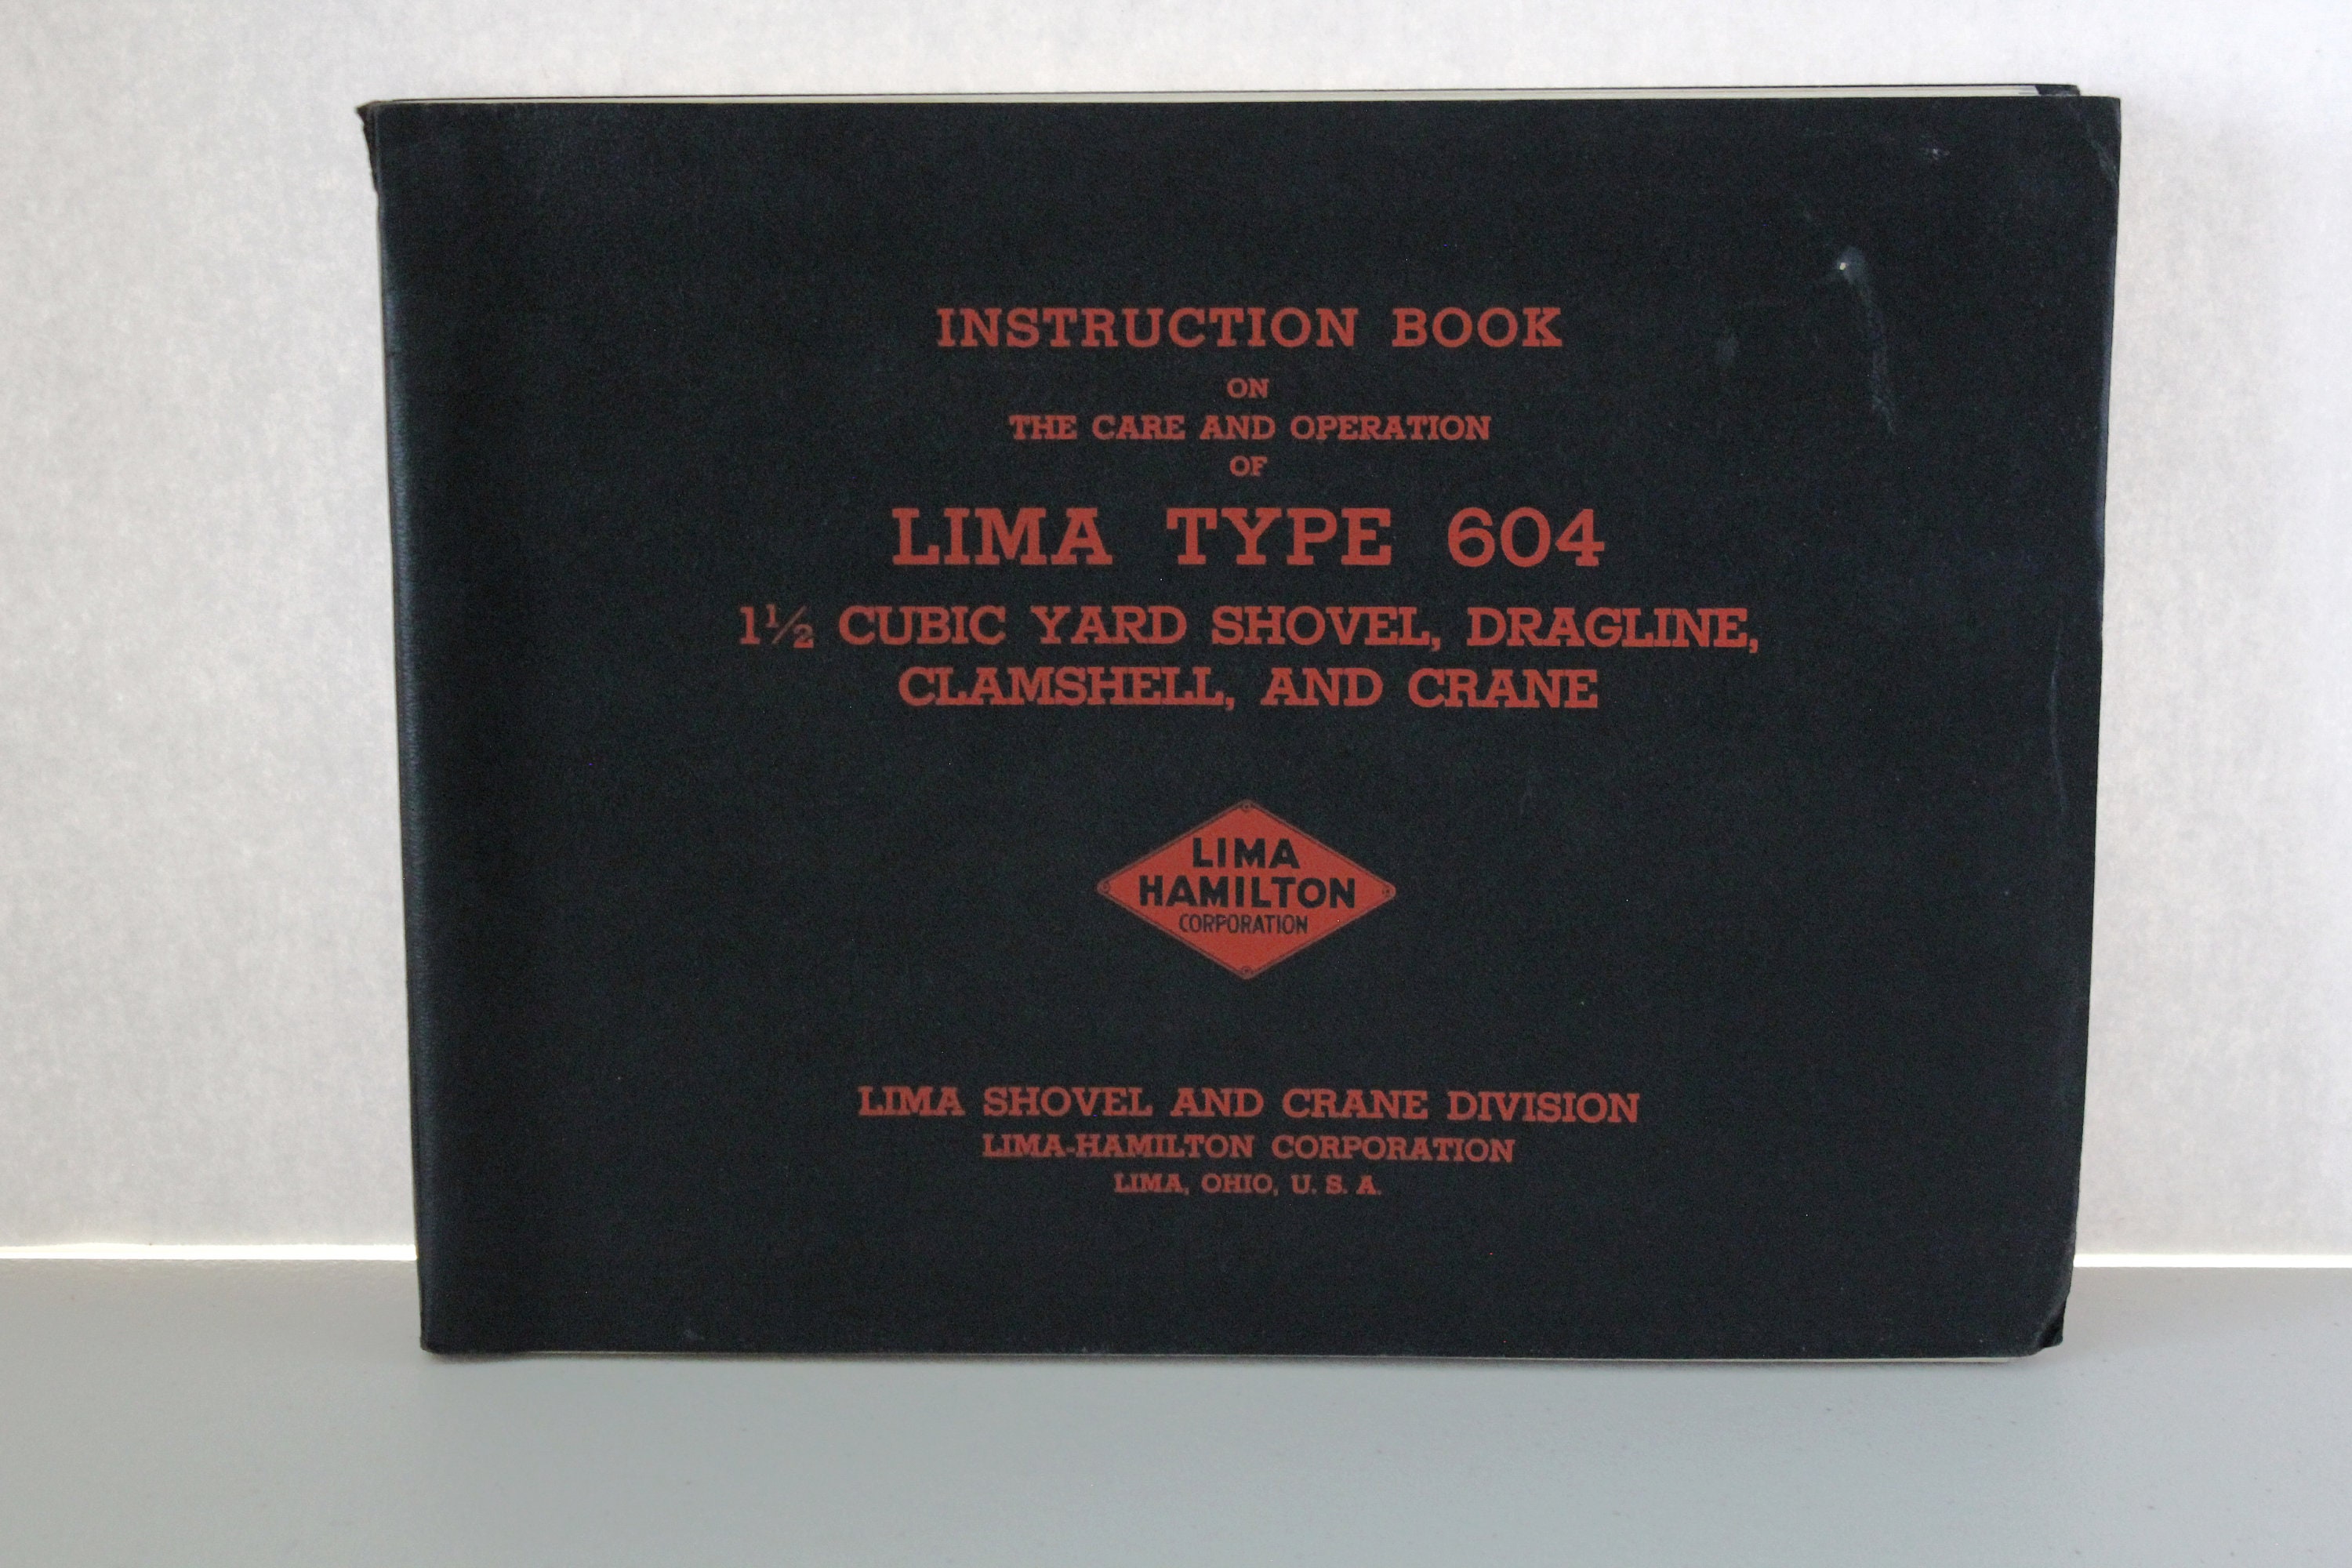 INSTRUCTION BOOK
ON
THE CARE AND OPERATION
OF
LIMA TYPE 604
1½ CUBIC YARD SHOVEL, DRAGLINE,
CLAMSHELL, AND CRANE
LIMA
HAMILTON
CORPORATION
LIMA SHOVEL AND CRANE DIVISION
LIMA-HAMILTON CORPORATION
LIMA, OHIO, U. S. A.